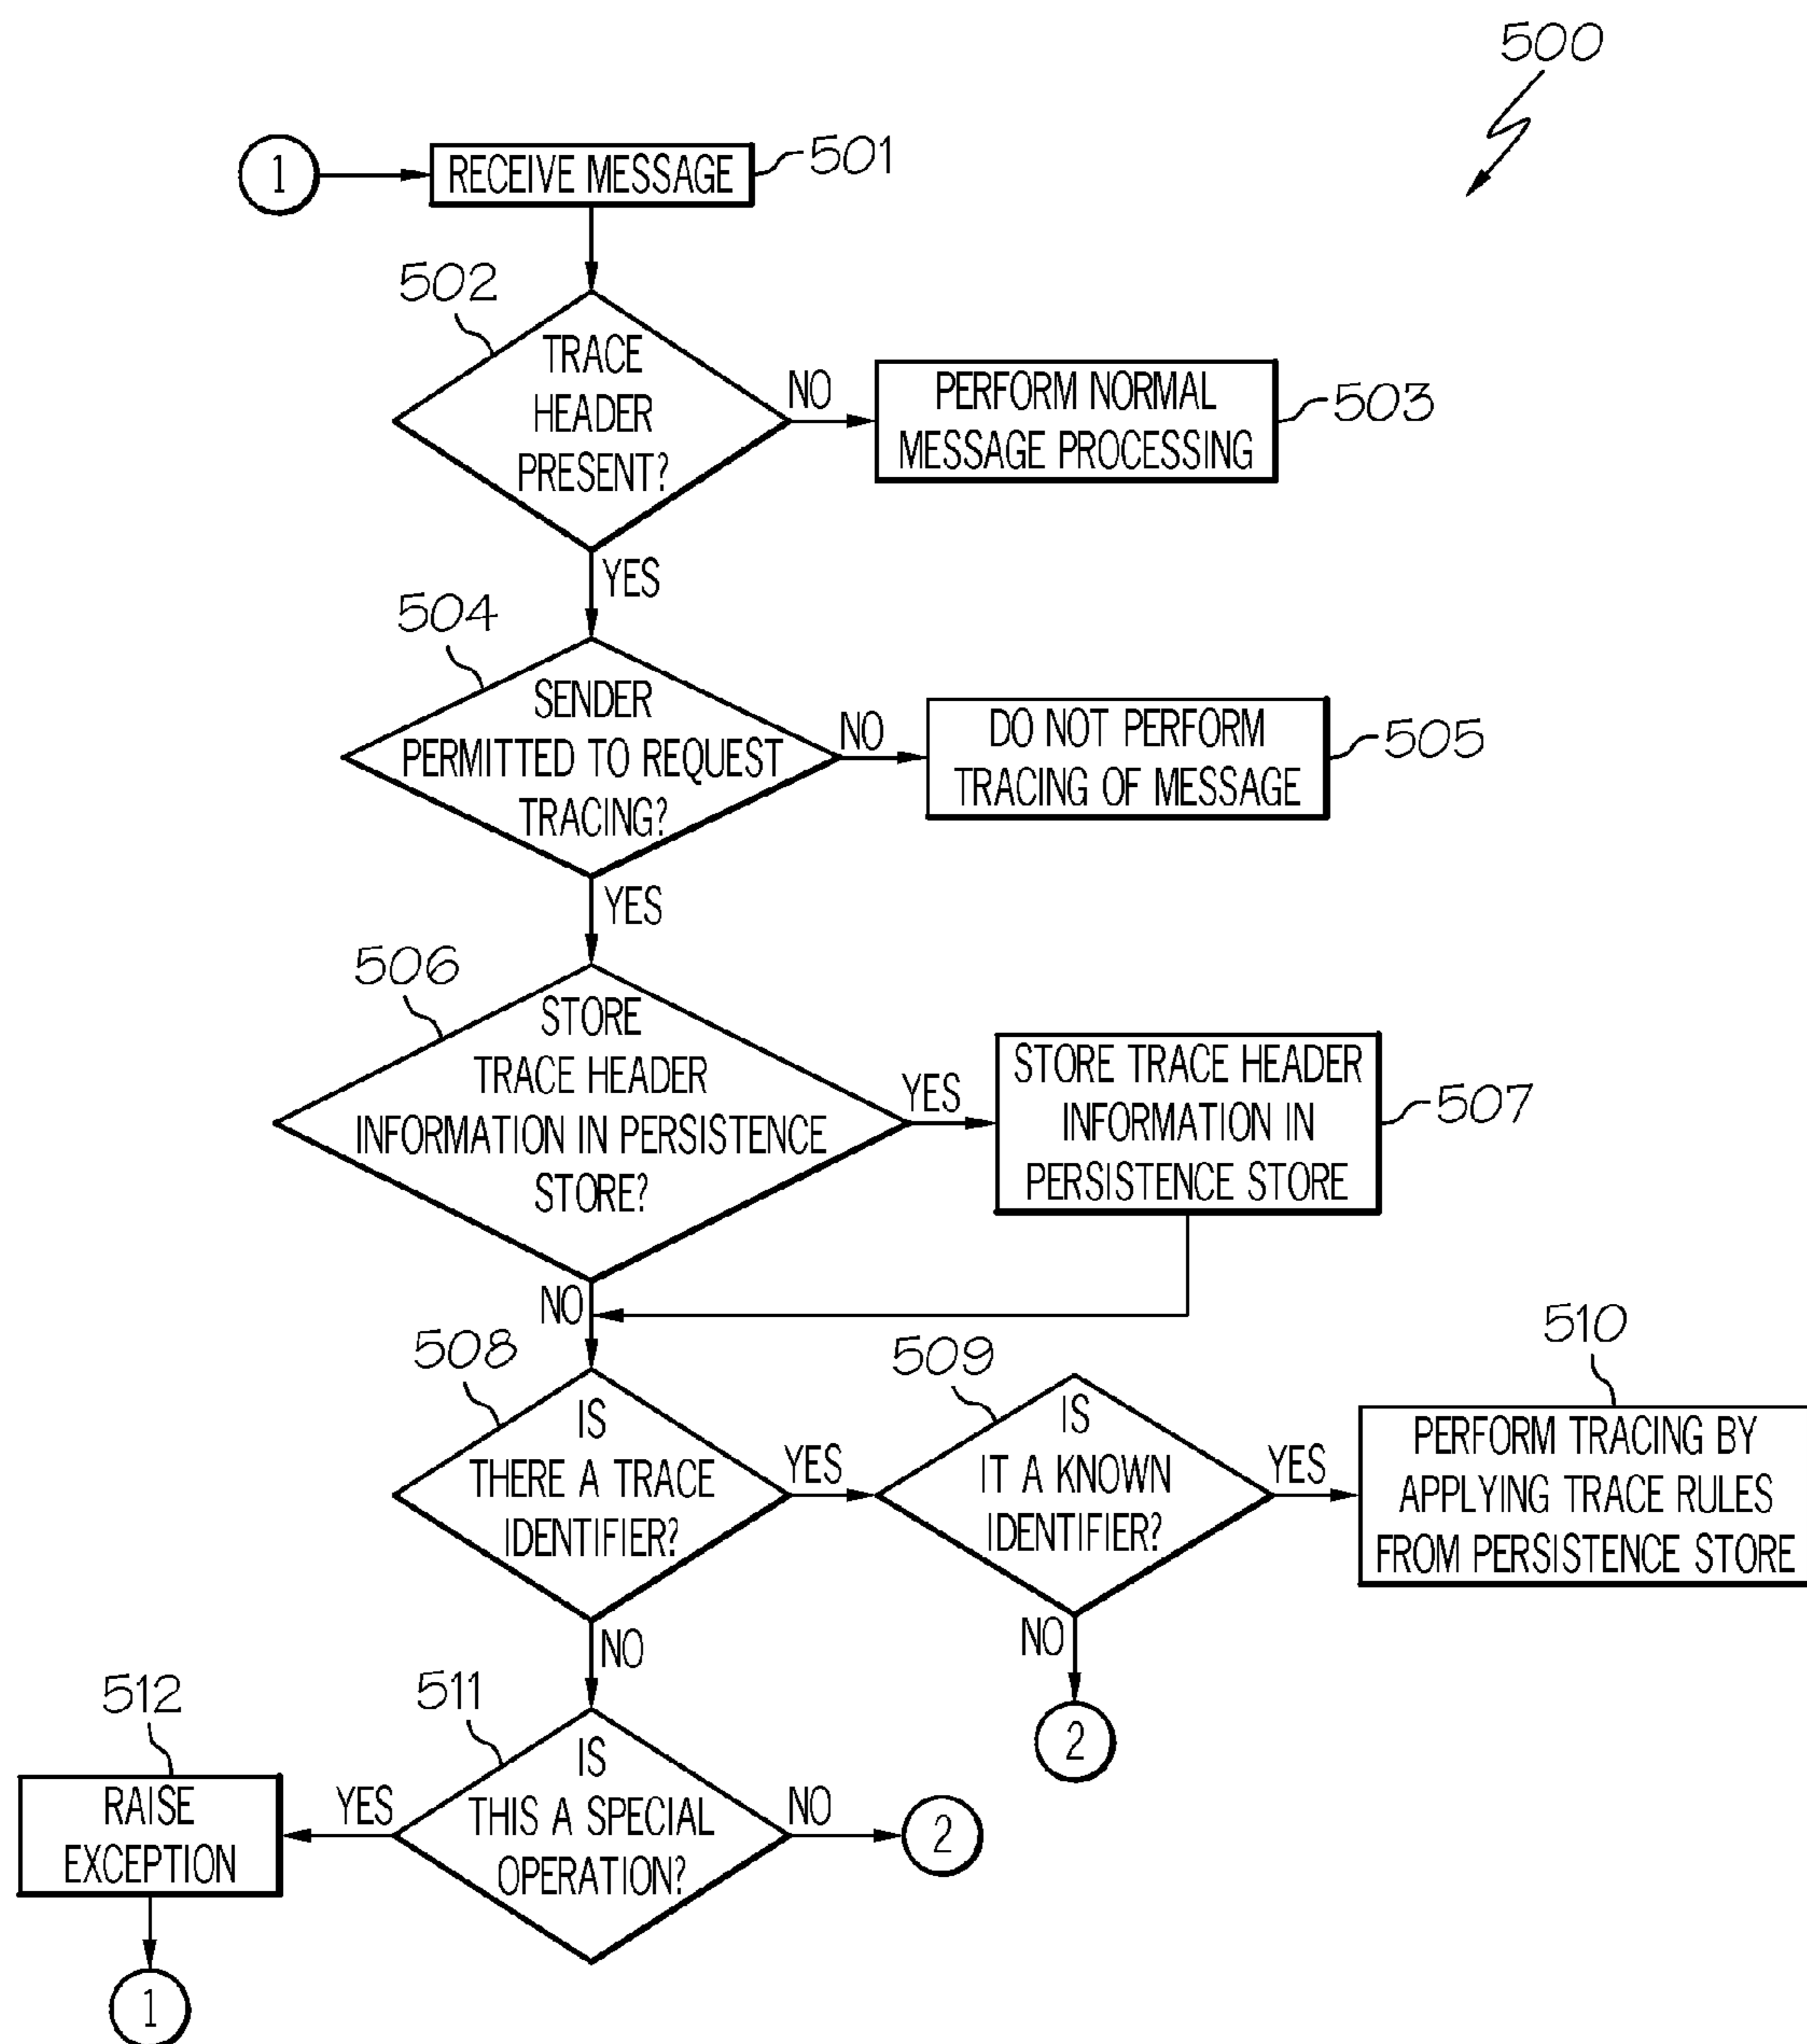 500
1
RECEIVE MESSAGE
501
502
TRACE
HEADER
PRESENT?
NO
PERFORM NORMAL
MESSAGE PROCESSING
503
YES
504
SENDER
PERMITTED TO REQUEST
TRACING?
NO
DO NOT PERFORM
TRACING OF MESSAGE
505
YES
506
STORE
TRACE HEADER
INFORMATION IN PERSISTENCE
STORE?
YES
STORE TRACE HEADER
INFORMATION IN
PERSISTENCE STORE
507
NO
508
IS
THERE A TRACE
IDENTIFIER?
YES
509
IS
IT A KNOWN
IDENTIFIER?
YES
510
PERFORM TRACING BY
APPLYING TRACE RULES
FROM PERSISTENCE STORE
NO
2
NO
511
IS
THIS A SPECIAL
OPERATION?
NO
2
YES
512
RAISE
EXCEPTION
1